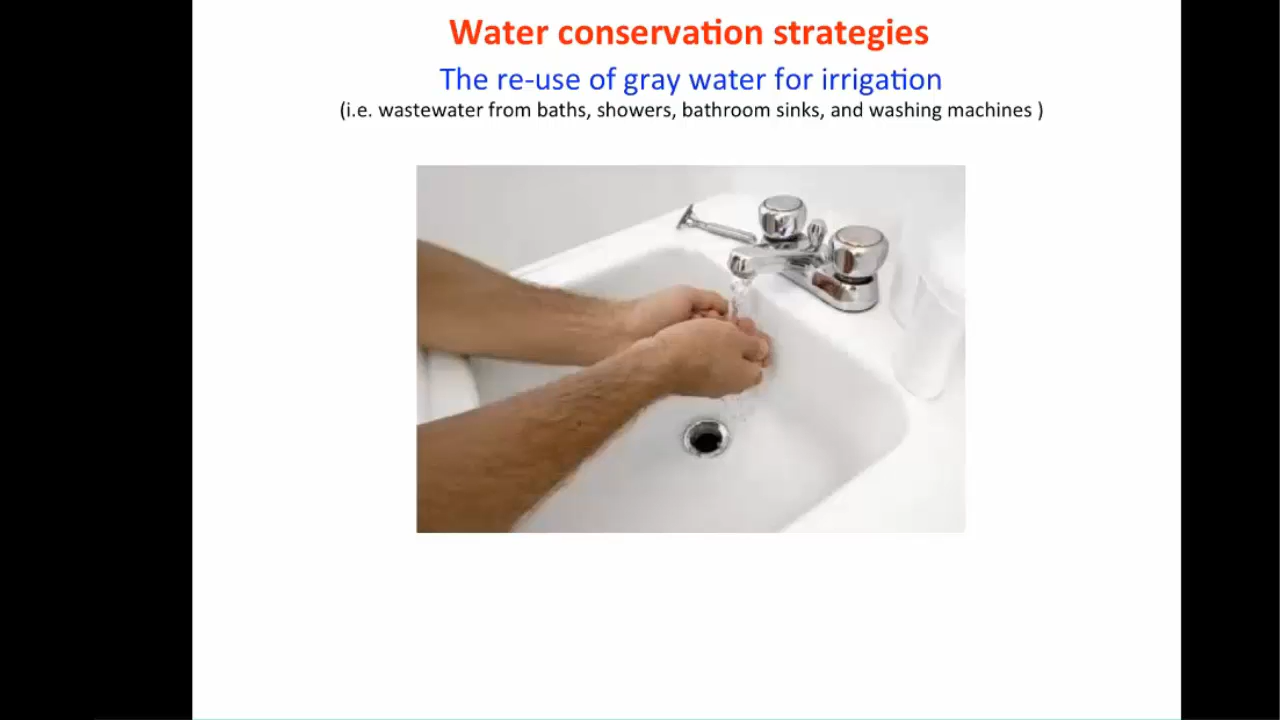 Water conservation strategies
The re-use of gray water for irrigation
(i.e. wastewater from baths, showers, bathroom sinks, and washing machines )